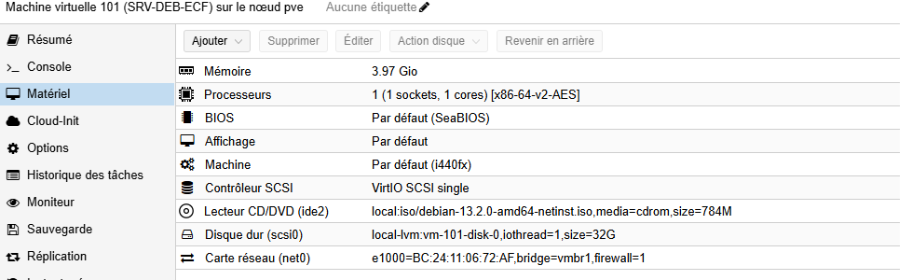 Machine virtuelle 101 (SRV-DEB-ECF) sur le nœud pve Aucune étiquette
Résumé
Console
Matériel
Cloud-Init
Options
Historique des tâches
Moniteur
Sauvegarde
Réplication
Ajouter Supprimer Éditer Action disque Revenir en arrière
Mémoire 3.97 Gio
Processeurs 1 (1 sockets, 1 cores) [x86-64-v2-AES]
BIOS Par défaut (SeaBIOS)
Affichage Par défaut
Machine Par défaut (i440fx)
Contrôleur SCSI VirtIO SCSI single
Lecteur CD/DVD (ide2) local:iso/debian-13.2.0-amd64-netinst.iso,media=cdrom,size=784M
Disque dur (scsi0) local-lvm:vm-101-disk-0,iothread=1,size=32G
Carte réseau (net0) e1000=BC:24:11:06:72:AF,bridge=vmbr1,firewall=1